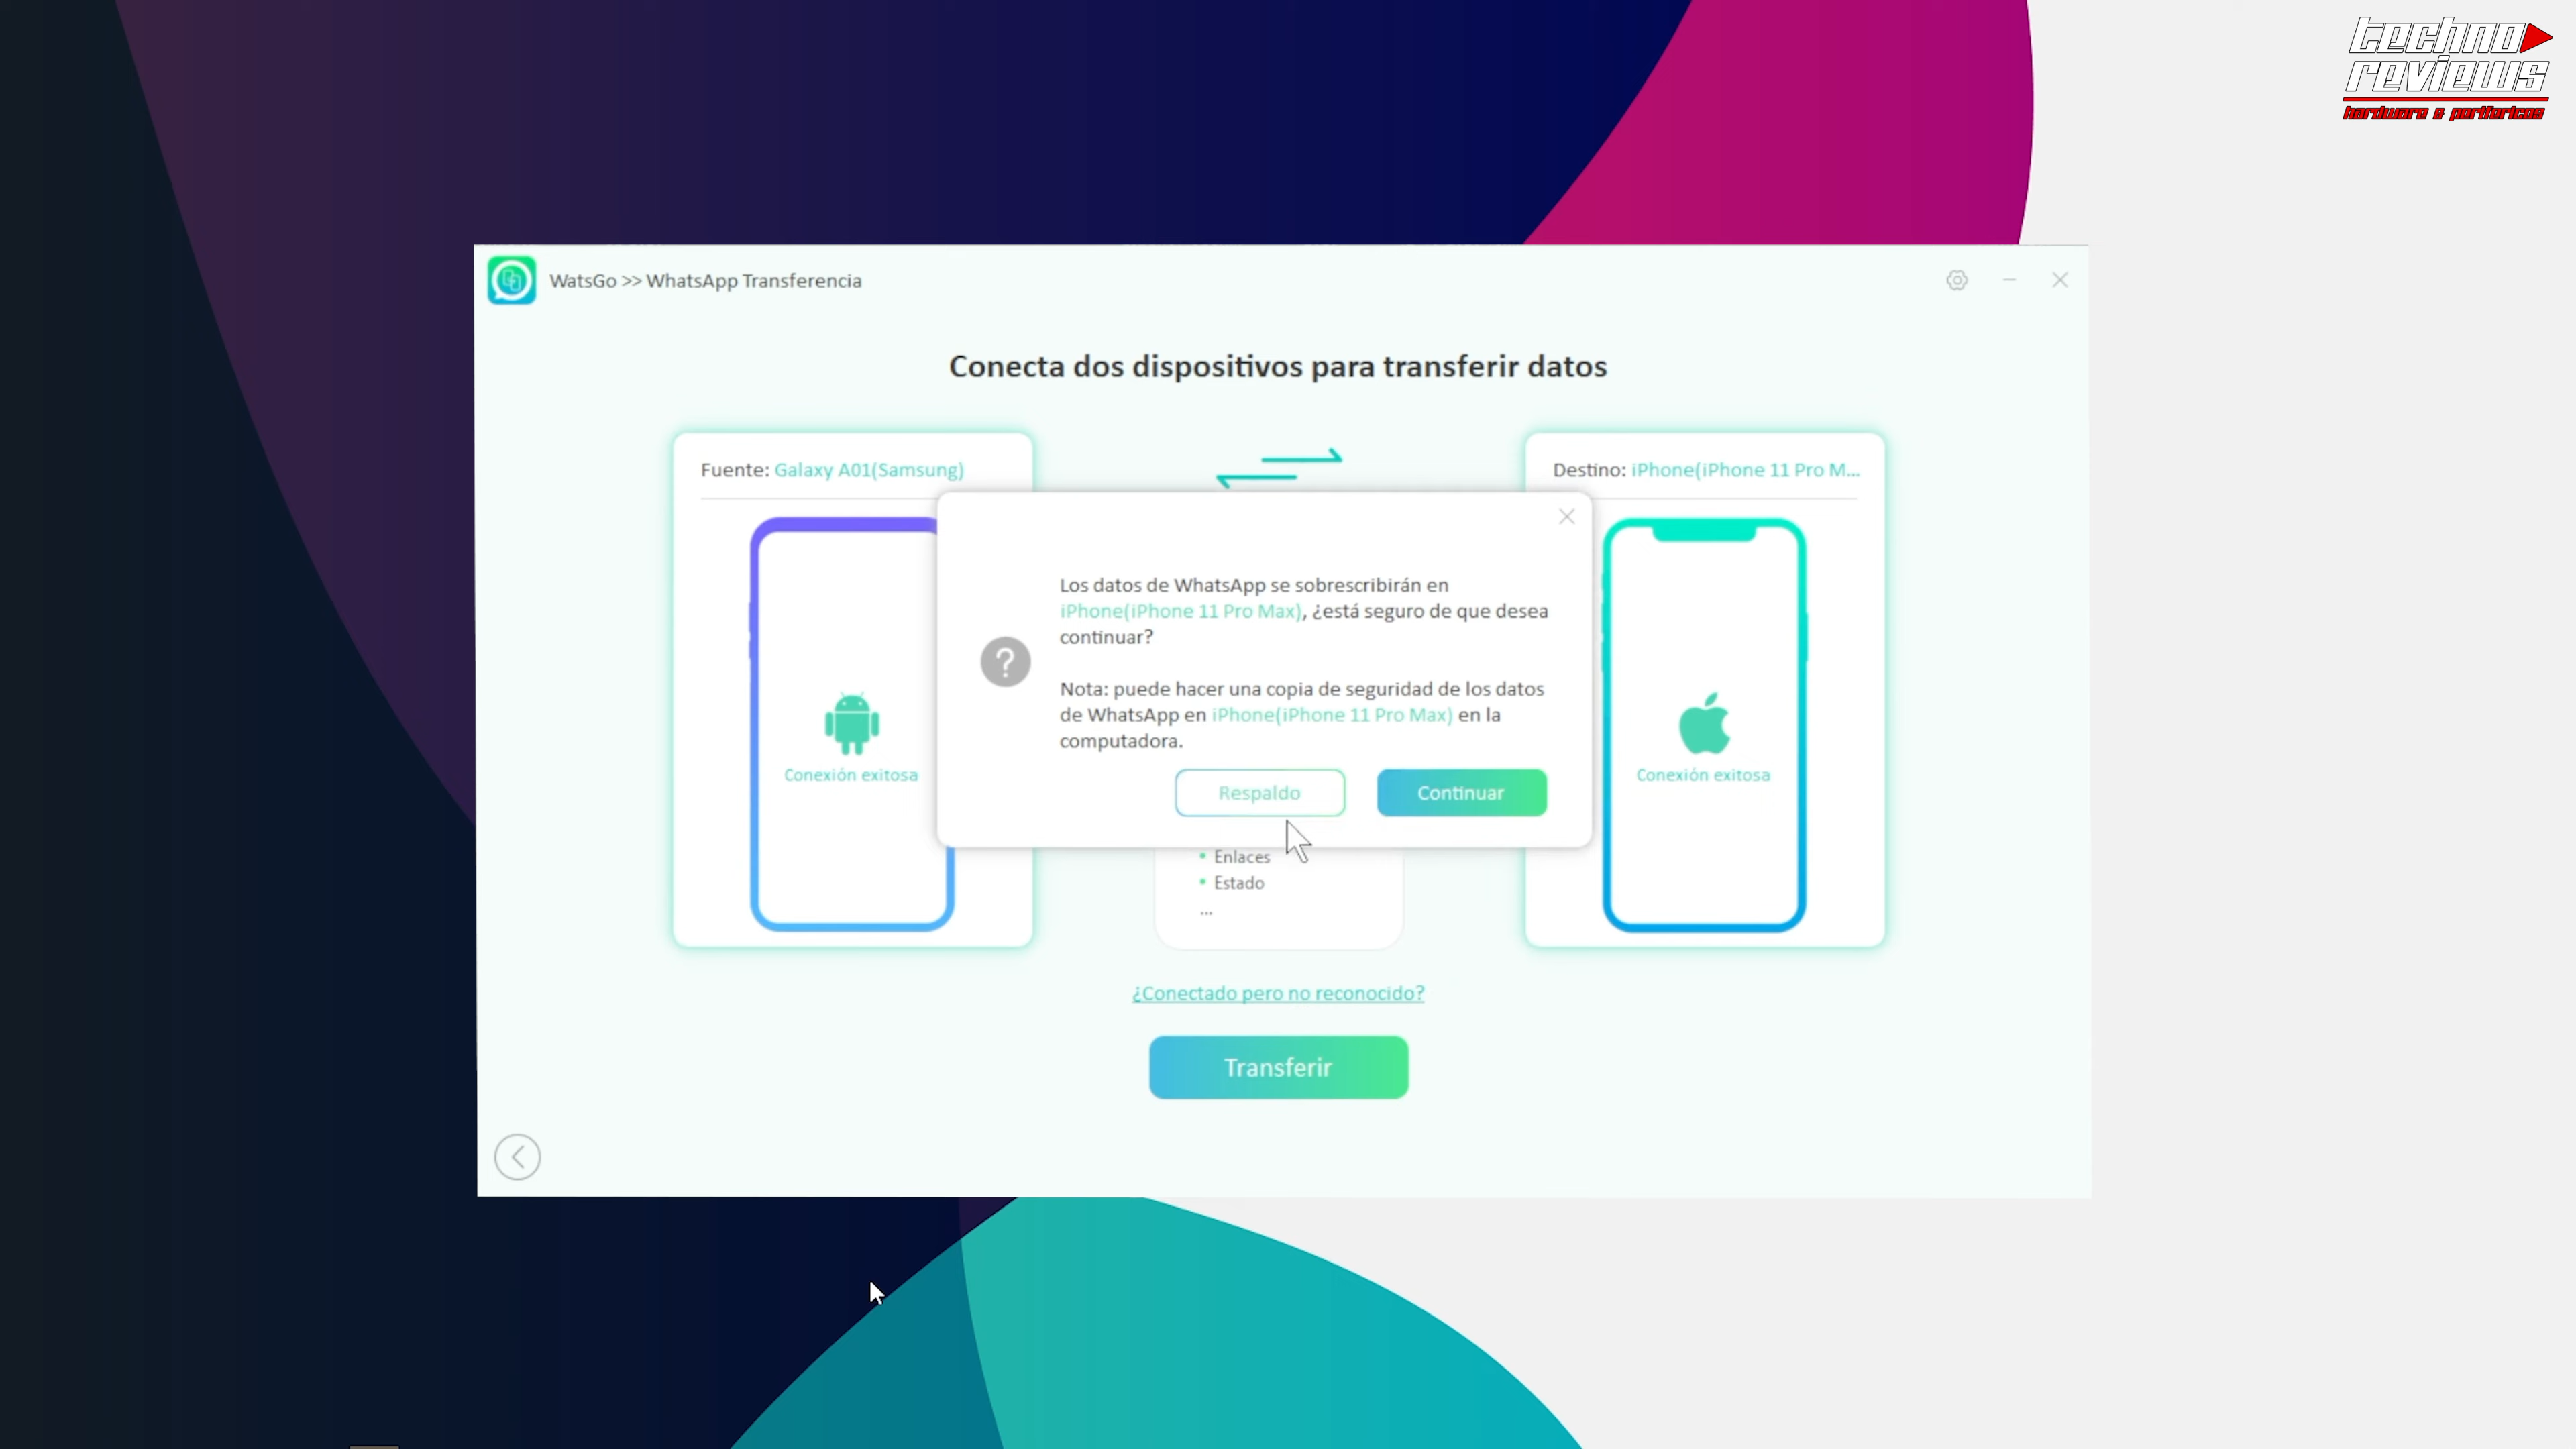 techno
reviews
hardware & perifericos
WatsGo >> WhatsApp Transferencia
Conecta dos dispositivos para transferir datos
Fuente: Galaxy A01(Samsung)
Destino: iPhone(iPhone 11 Pro M...
Los datos de WhatsApp se sobrescribirán en
iPhone(iPhone 11 Pro Max), ¿está seguro de que desea
continuar?
Nota: puede hacer una copia de seguridad de los datos
de WhatsApp en iPhone(iPhone 11 Pro Max) en la
computadora.
Respaldo
Continuar
Conexión exitosa
Conexión exitosa
• Enlaces
• Estado
...
¿Conectado pero no reconocido?
Transferir